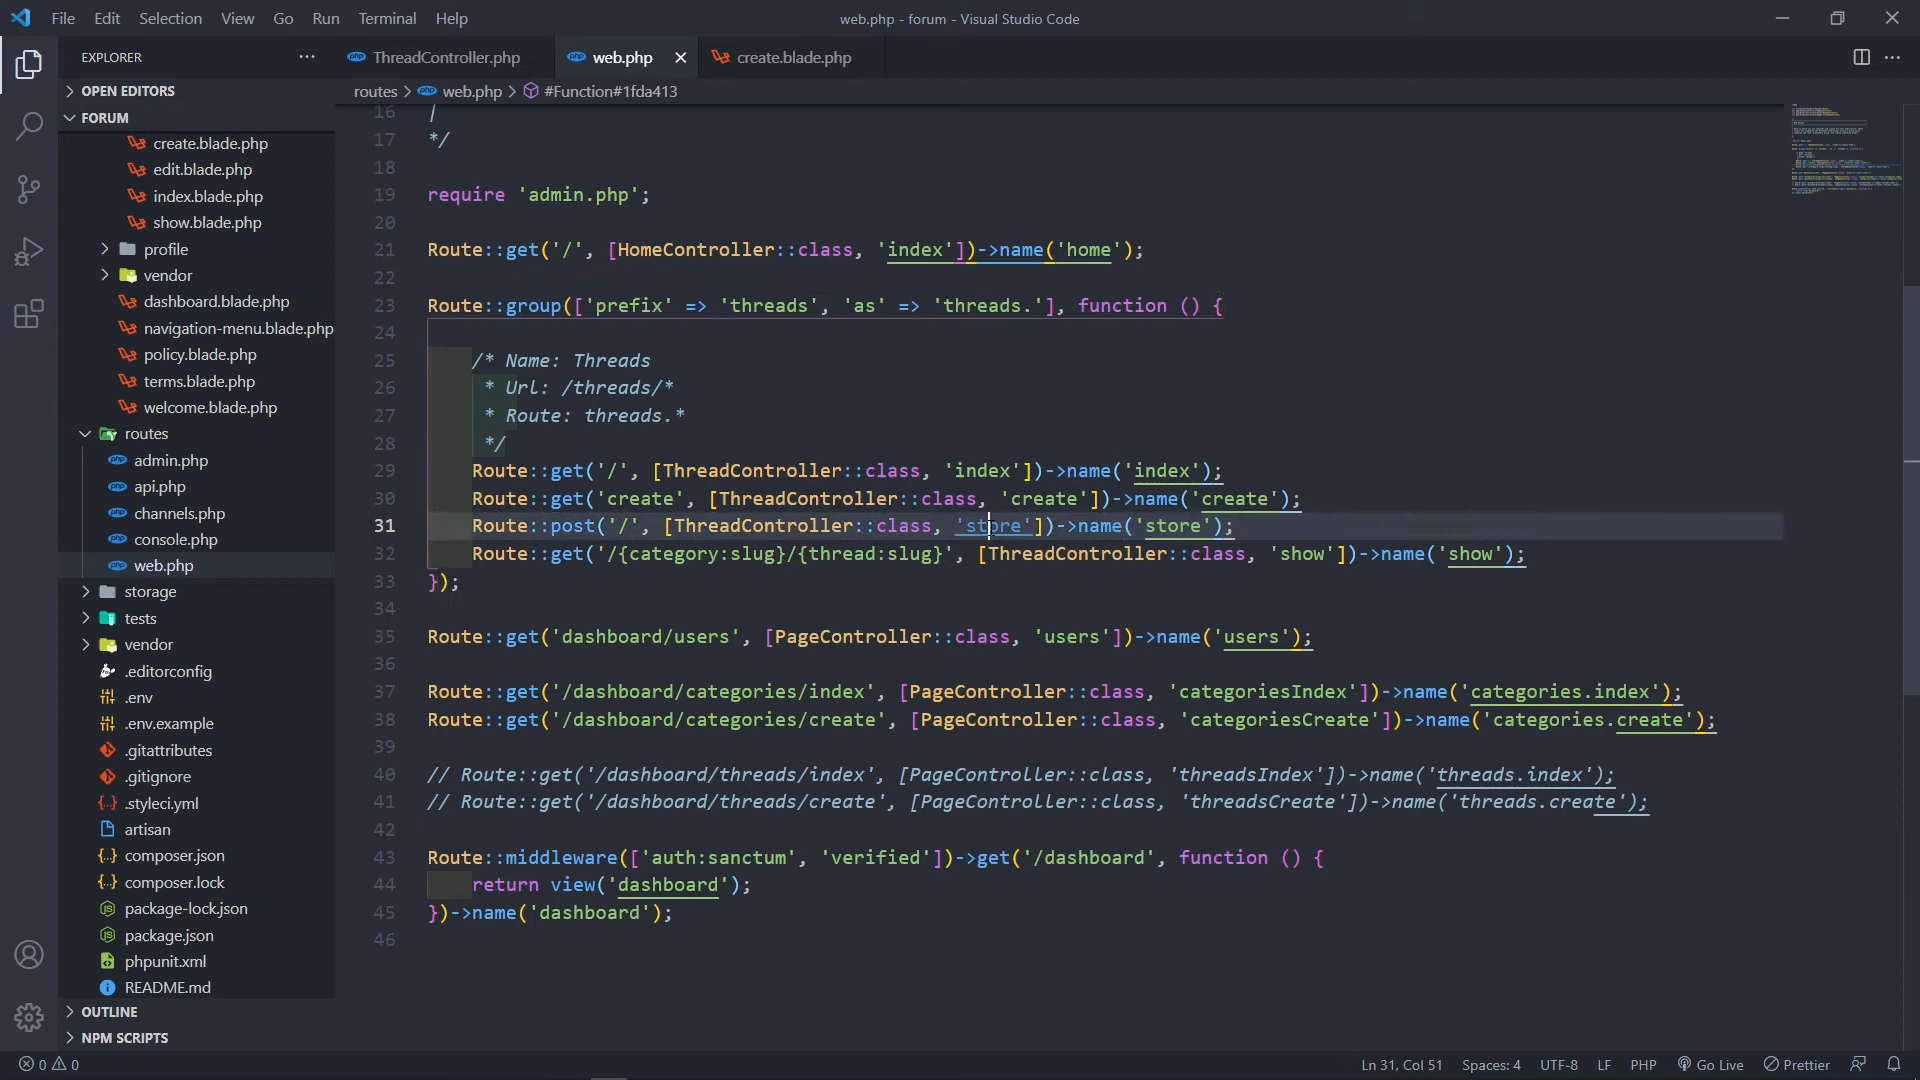 File Edit Selection View Go Run Terminal Help
web.php - forum - Visual Studio Code
EXPLORER
ThreadController.php
web.php
create.blade.php
OPEN EDITORS
routes > web.php > #Function#1fda413
FORUM
create.blade.php
edit.blade.php
index.blade.php
show.blade.php
profile
vendor
dashboard.blade.php
navigation-menu.blade.php
policy.blade.php
terms.blade.php
welcome.blade.php
routes
admin.php
api.php
channels.php
console.php
web.php
storage
tests
vendor
.editorconfig
.env
.env.example
.gitattributes
.gitignore
.styleci.yml
artisan
composer.json
composer.lock
package-lock.json
package.json
phpunit.xml
README.md
OUTLINE
NPM SCRIPTS
16 |
17 */
18
19 require 'admin.php';
20
21 Route::get('/', [HomeController::class, 'index'])->name('home');
22
23 Route::group(['prefix' => 'threads', 'as' => 'threads.'], function () {
24
25 /* Name: Threads
26 * Url: /threads/*
27 * Route: threads.*
28 */
29 Route::get('/', [ThreadController::class, 'index'])->name('index');
30 Route::get('create', [ThreadController::class, 'create'])->name('create');
31 Route::post('/', [ThreadController::class, 'store'])->name('store');
32 Route::get('/{category:slug}/{thread:slug}', [ThreadController::class, 'show'])->name('show');
33 });
34
35 Route::get('dashboard/users', [PageController::class, 'users'])->name('users');
36
37 Route::get('/dashboard/categories/index', [PageController::class, 'categoriesIndex'])->name('categories.index');
38 Route::get('/dashboard/categories/create', [PageController::class, 'categoriesCreate'])->name('categories.create');
39
40 // Route::get('/dashboard/threads/index', [PageController::class, 'threadsIndex'])->name('threads.index');
41 // Route::get('/dashboard/threads/create', [PageController::class, 'threadsCreate'])->name('threads.create');
42
43 Route::middleware(['auth:sanctum', 'verified'])->get('/dashboard', function () {
44 return view('dashboard');
45 })->name('dashboard');
46
0 0
Ln 31, Col 51 Spaces: 4 UTF-8 LF PHP Go Live Prettier